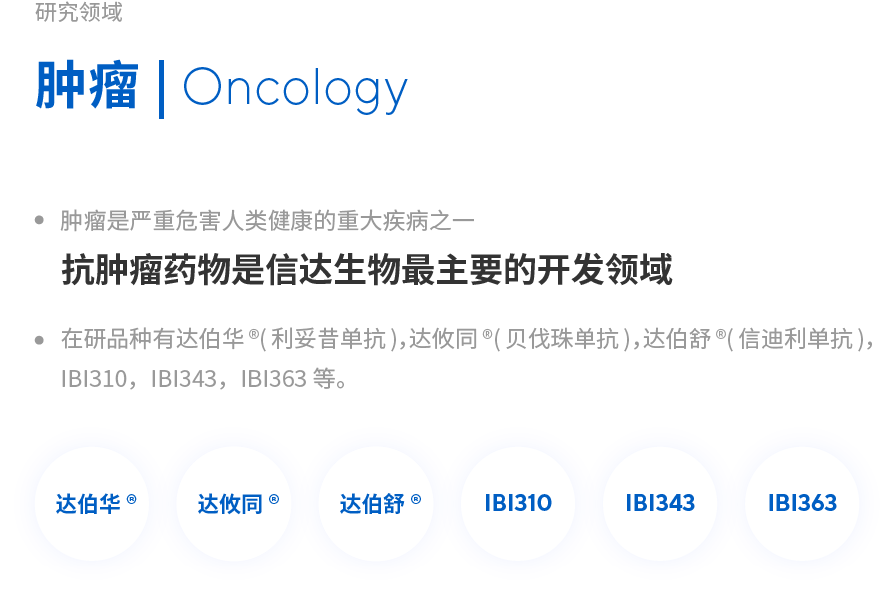 研究领域
肿瘤 | Oncology
肿瘤是严重危害人类健康的重大疾病之一
抗肿瘤药物是信达生物最主要的开发领域
在研品种有达伯华®(利妥昔单抗),达攸同®(贝伐珠单抗),达伯舒®(信迪利单抗),
IBI310，IBI343，IBI363 等。
达伯华® 达攸同® 达伯舒® IBI310 IBI343 IBI363